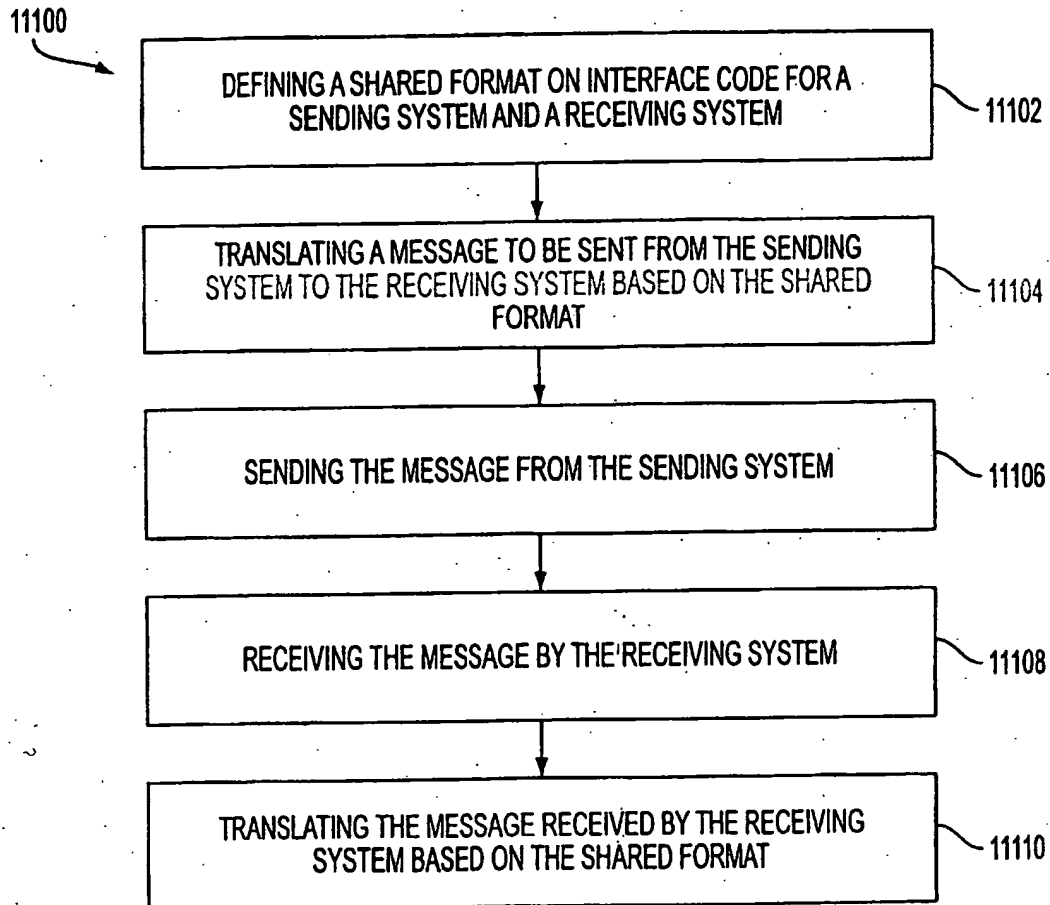 11100
DEFINING A SHARED FORMAT ON INTERFACE CODE FOR A
SENDING SYSTEM AND A RECEIVING SYSTEM
11102
TRANSLATING A MESSAGE TO BE SENT FROM THE SENDING
SYSTEM TO THE RECEIVING SYSTEM BASED ON THE SHARED
FORMAT
11104
SENDING THE MESSAGE FROM THE SENDING SYSTEM
11106
RECEIVING THE MESSAGE BY THE RECEIVING SYSTEM
11108
TRANSLATING THE MESSAGE RECEIVED BY THE RECEIVING
SYSTEM BASED ON THE SHARED FORMAT
11110